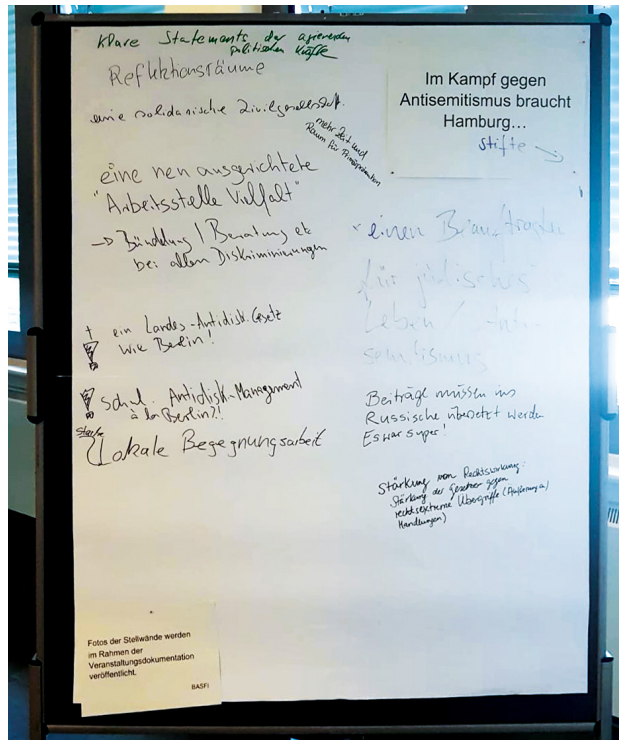 klare Statements der agierenden
politischen Kräfte
Reflektionsräume
eine solidarische Zivilgesellschaft.
mehr Zeit und
Raum für Primärprävention
eine neu ausgerichtete
"Arbeitsstelle Vielfalt"
→ Bündelung / Beratung etc
bei allen Diskriminierungen
ein Landes-Antidisk.Gesetz
wie Berlin!
schul. Antidisk-Management
à la Berlin?!
starke
Lokale Begegnungsarbeit
Im Kampf gegen
Antisemitismus braucht
Hamburg...
Stifte →
einen Beauftragten
für jüdisches
Leben / Anti-
semitismus
Beiträge müssen ins
Russische übersetzt werden
Es war super!
Stärkung von
Stärkung der Gesetze gegen
rechtsextreme Übergriffe (
Handlungen)
Fotos der Stellwände werden
im Rahmen der
Veranstaltungsdokumentation
veröffentlicht.
BASFI